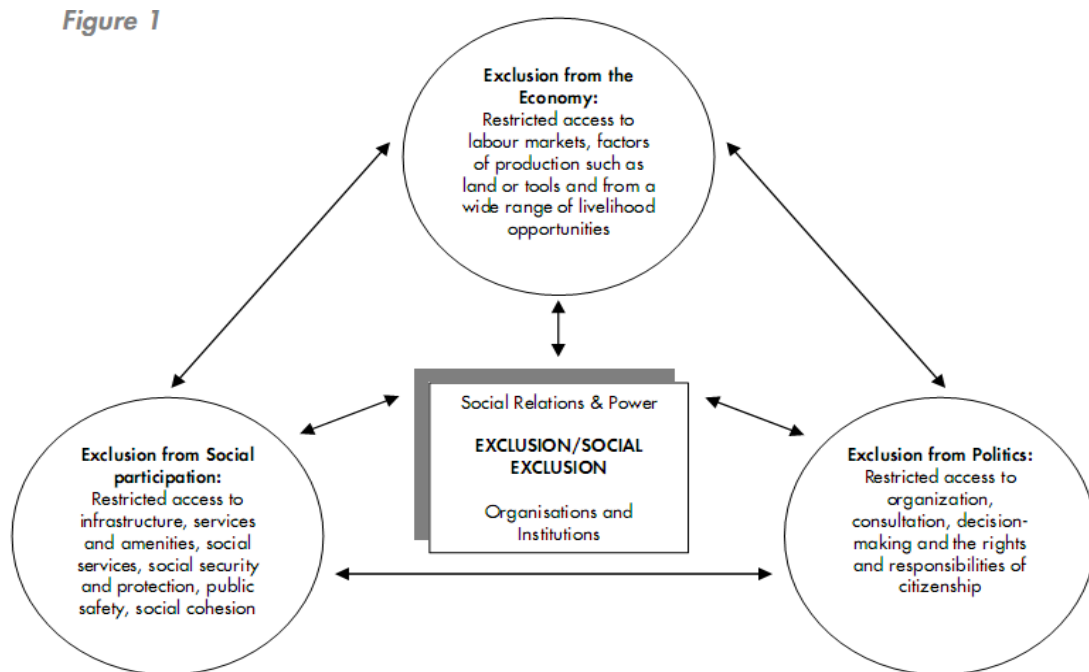 Figure 1
Exclusion from the
Economy:
Restricted access to
labour markets, factors
of production such as
land or tools and from a
wide range of livelihood
opportunities
Social Relations & Power
EXCLUSION/SOCIAL
EXCLUSION
Organisations and
Institutions
Exclusion from Social
participation:
Restricted access to
infrastructure, services
and amenities, social
services, social security
and protection, public
safety, social cohesion
Exclusion from Politics:
Restricted access to
organization,
consultation, decision-
making and the rights
and responsibilities of
citizenship